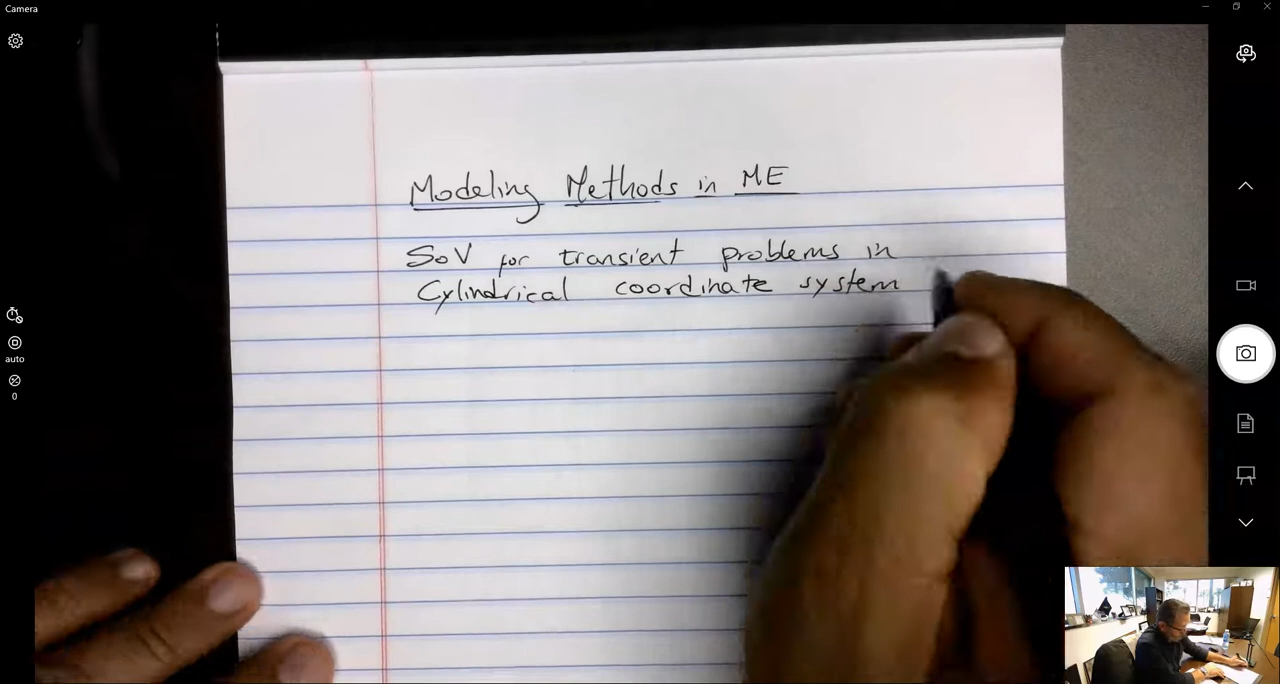 Camera
Modeling Methods in ME
SoV for transient problems in
Cylindrical coordinate system
auto
0